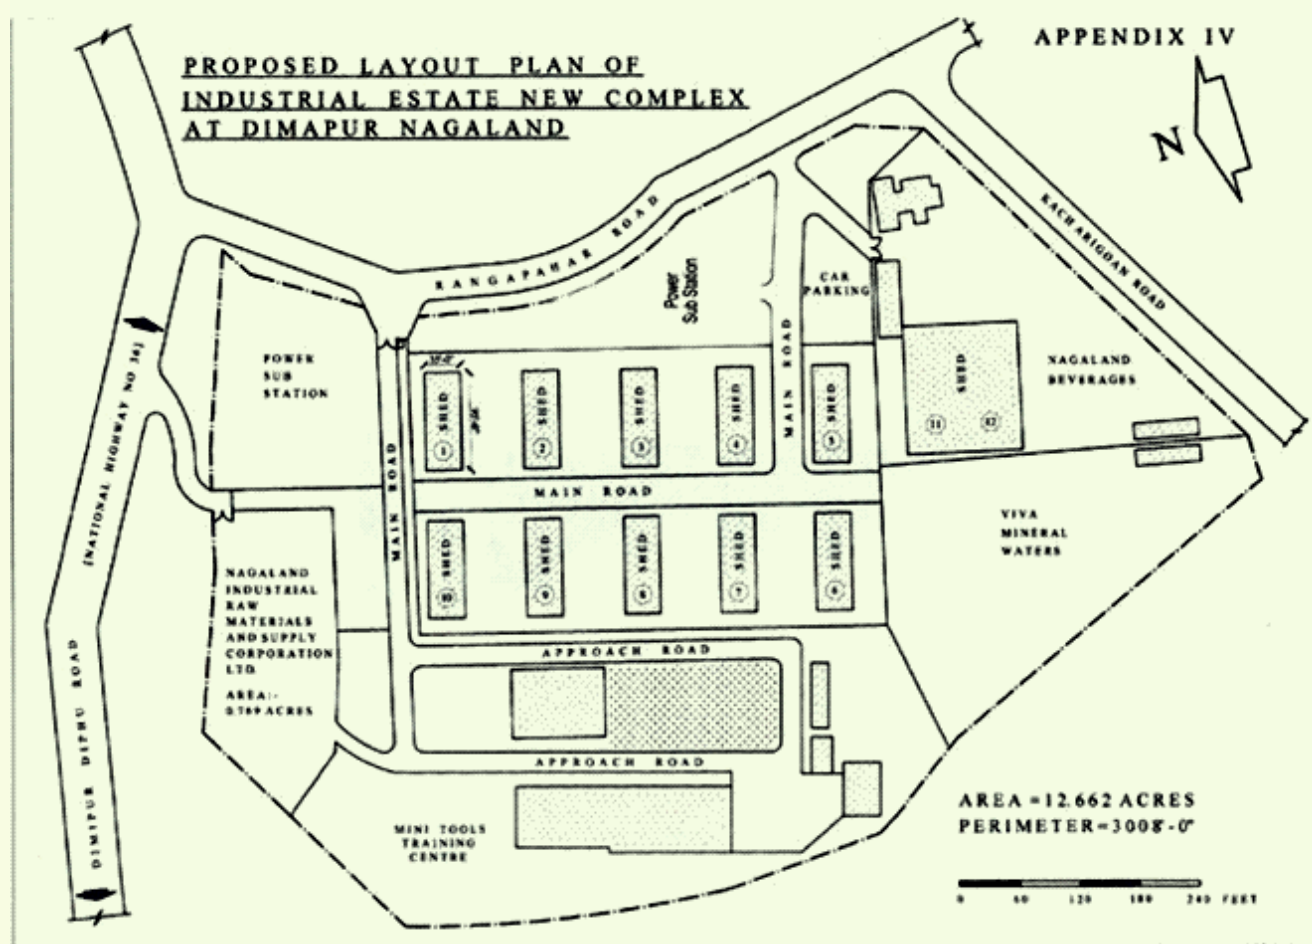 APPENDIX IV
PROPOSED LAYOUT PLAN OF
INDUSTRIAL ESTATE NEW COMPLEX
AT DIMAPUR NAGALAND
N
RANGAPAHAR ROAD
KACHARIGOAN ROAD
Power
Sub Station
CAR
PARKING
MAIN ROAD
POWER
SUB
STATION
(NATIONAL HIGHWAY NO
SHED
1
SHED
2
SHED
3
SHED
4
SHED
5
SHED
11
12
NAGALAND
BEVERAGES
MAIN ROAD
MAIN ROAD
VIVA
MINERAL
WATERS
SHED
10
SHED
9
SHED
8
SHED
7
SHED
6
NAGALAND
INDUSTRIAL
RAW
MATERIALS
AND SUPPLY
CORPORATION
LTD.
AREA:-
0.769 ACRES
APPROACH ROAD
APPROACH ROAD
DIMIPUR DIPHU ROAD
MINI TOOLS
TRAINING
CENTRE
AREA =12.662 ACRES
PERIMETER=3008'-0"
0 60 120 180 240 FEET